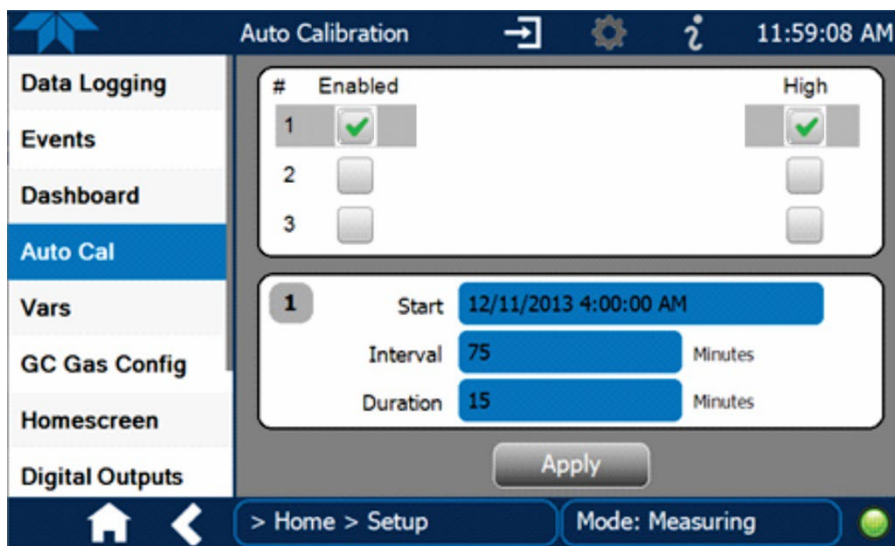 Auto Calibration
11:59:08 AM
Data Logging
Events
Dashboard
Auto Cal
Vars
GC Gas Config
Homescreen
Digital Outputs
# Enabled High
1
2
3
1
Start 12/11/2013 4:00:00 AM
Interval 75 Minutes
Duration 15 Minutes
Apply
> Home > Setup
Mode: Measuring